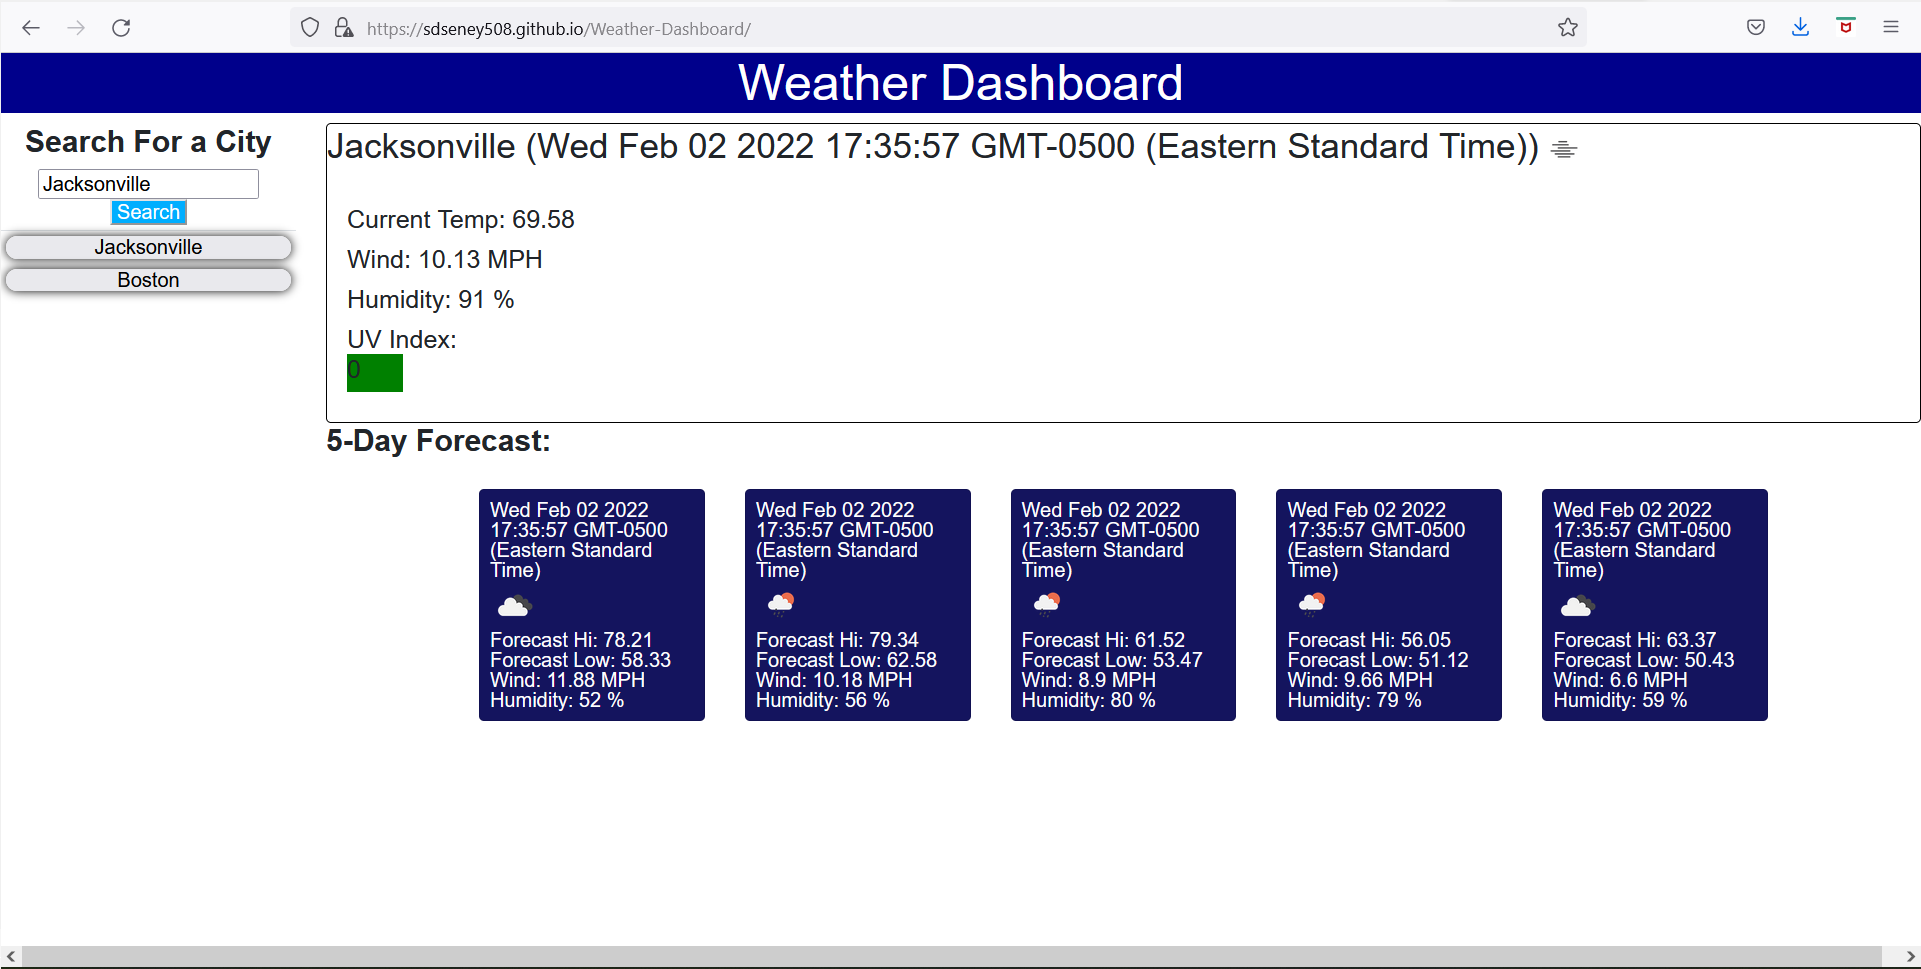 https://sdseney508.github.io/Weather-Dashboard/
Weather Dashboard
Search For a City
Jacksonville
Search
Jacksonville
Boston
Jacksonville (Wed Feb 02 2022 17:35:57 GMT-0500 (Eastern Standard Time))
Current Temp: 69.58
Wind: 10.13 MPH
Humidity: 91 %
UV Index:
0
5-Day Forecast:
Wed Feb 02 2022
17:35:57 GMT-0500
(Eastern Standard
Time)
Forecast Hi: 78.21
Forecast Low: 58.33
Wind: 11.88 MPH
Humidity: 52 %
Wed Feb 02 2022
17:35:57 GMT-0500
(Eastern Standard
Time)
Forecast Hi: 79.34
Forecast Low: 62.58
Wind: 10.18 MPH
Humidity: 56 %
Wed Feb 02 2022
17:35:57 GMT-0500
(Eastern Standard
Time)
Forecast Hi: 61.52
Forecast Low: 53.47
Wind: 8.9 MPH
Humidity: 80 %
Wed Feb 02 2022
17:35:57 GMT-0500
(Eastern Standard
Time)
Forecast Hi: 56.05
Forecast Low: 51.12
Wind: 9.66 MPH
Humidity: 79 %
Wed Feb 02 2022
17:35:57 GMT-0500
(Eastern Standard
Time)
Forecast Hi: 63.37
Forecast Low: 50.43
Wind: 6.6 MPH
Humidity: 59 %